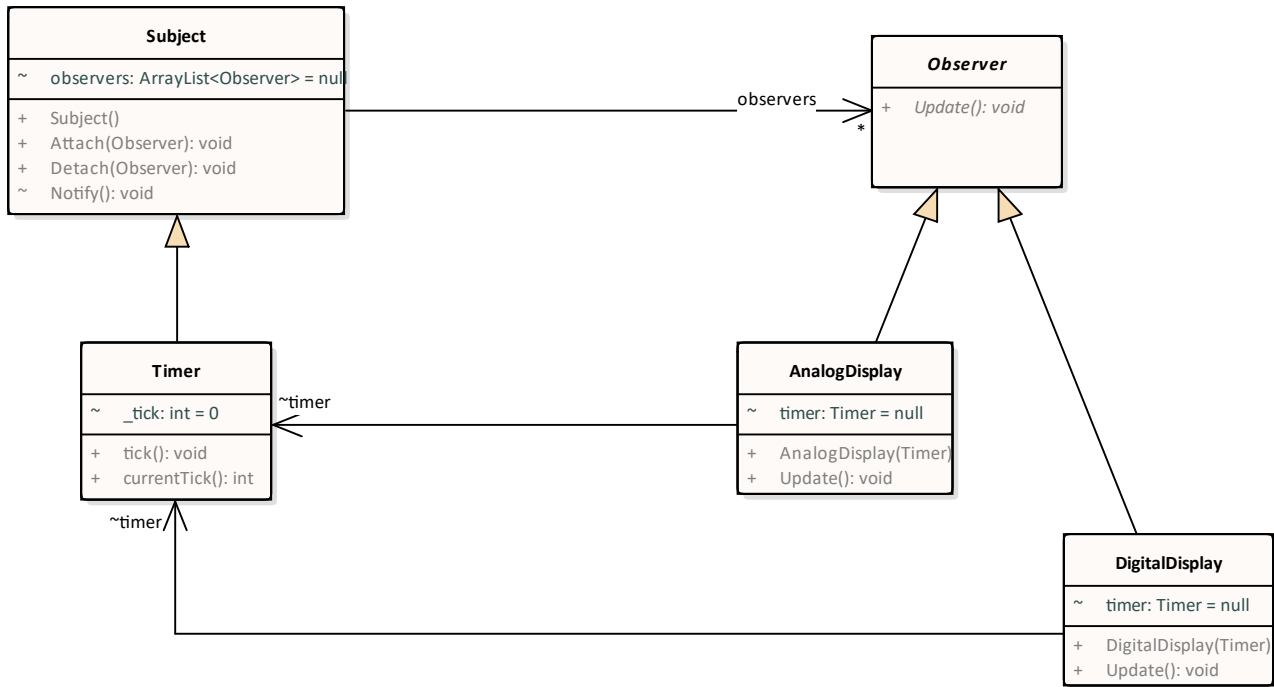 Subject
~ observers: ArrayList<Observer> = null
+ Subject()
+ Attach(Observer): void
+ Detach(Observer): void
~ Notify(): void
observers
*
Observer
+ Update(): void
Timer
~ _tick: int = 0
+ tick(): void
+ currentTick(): int
~timer
~timer
AnalogDisplay
~ timer: Timer = null
+ AnalogDisplay(Timer)
+ Update(): void
DigitalDisplay
~ timer: Timer = null
+ DigitalDisplay(Timer)
+ Update(): void